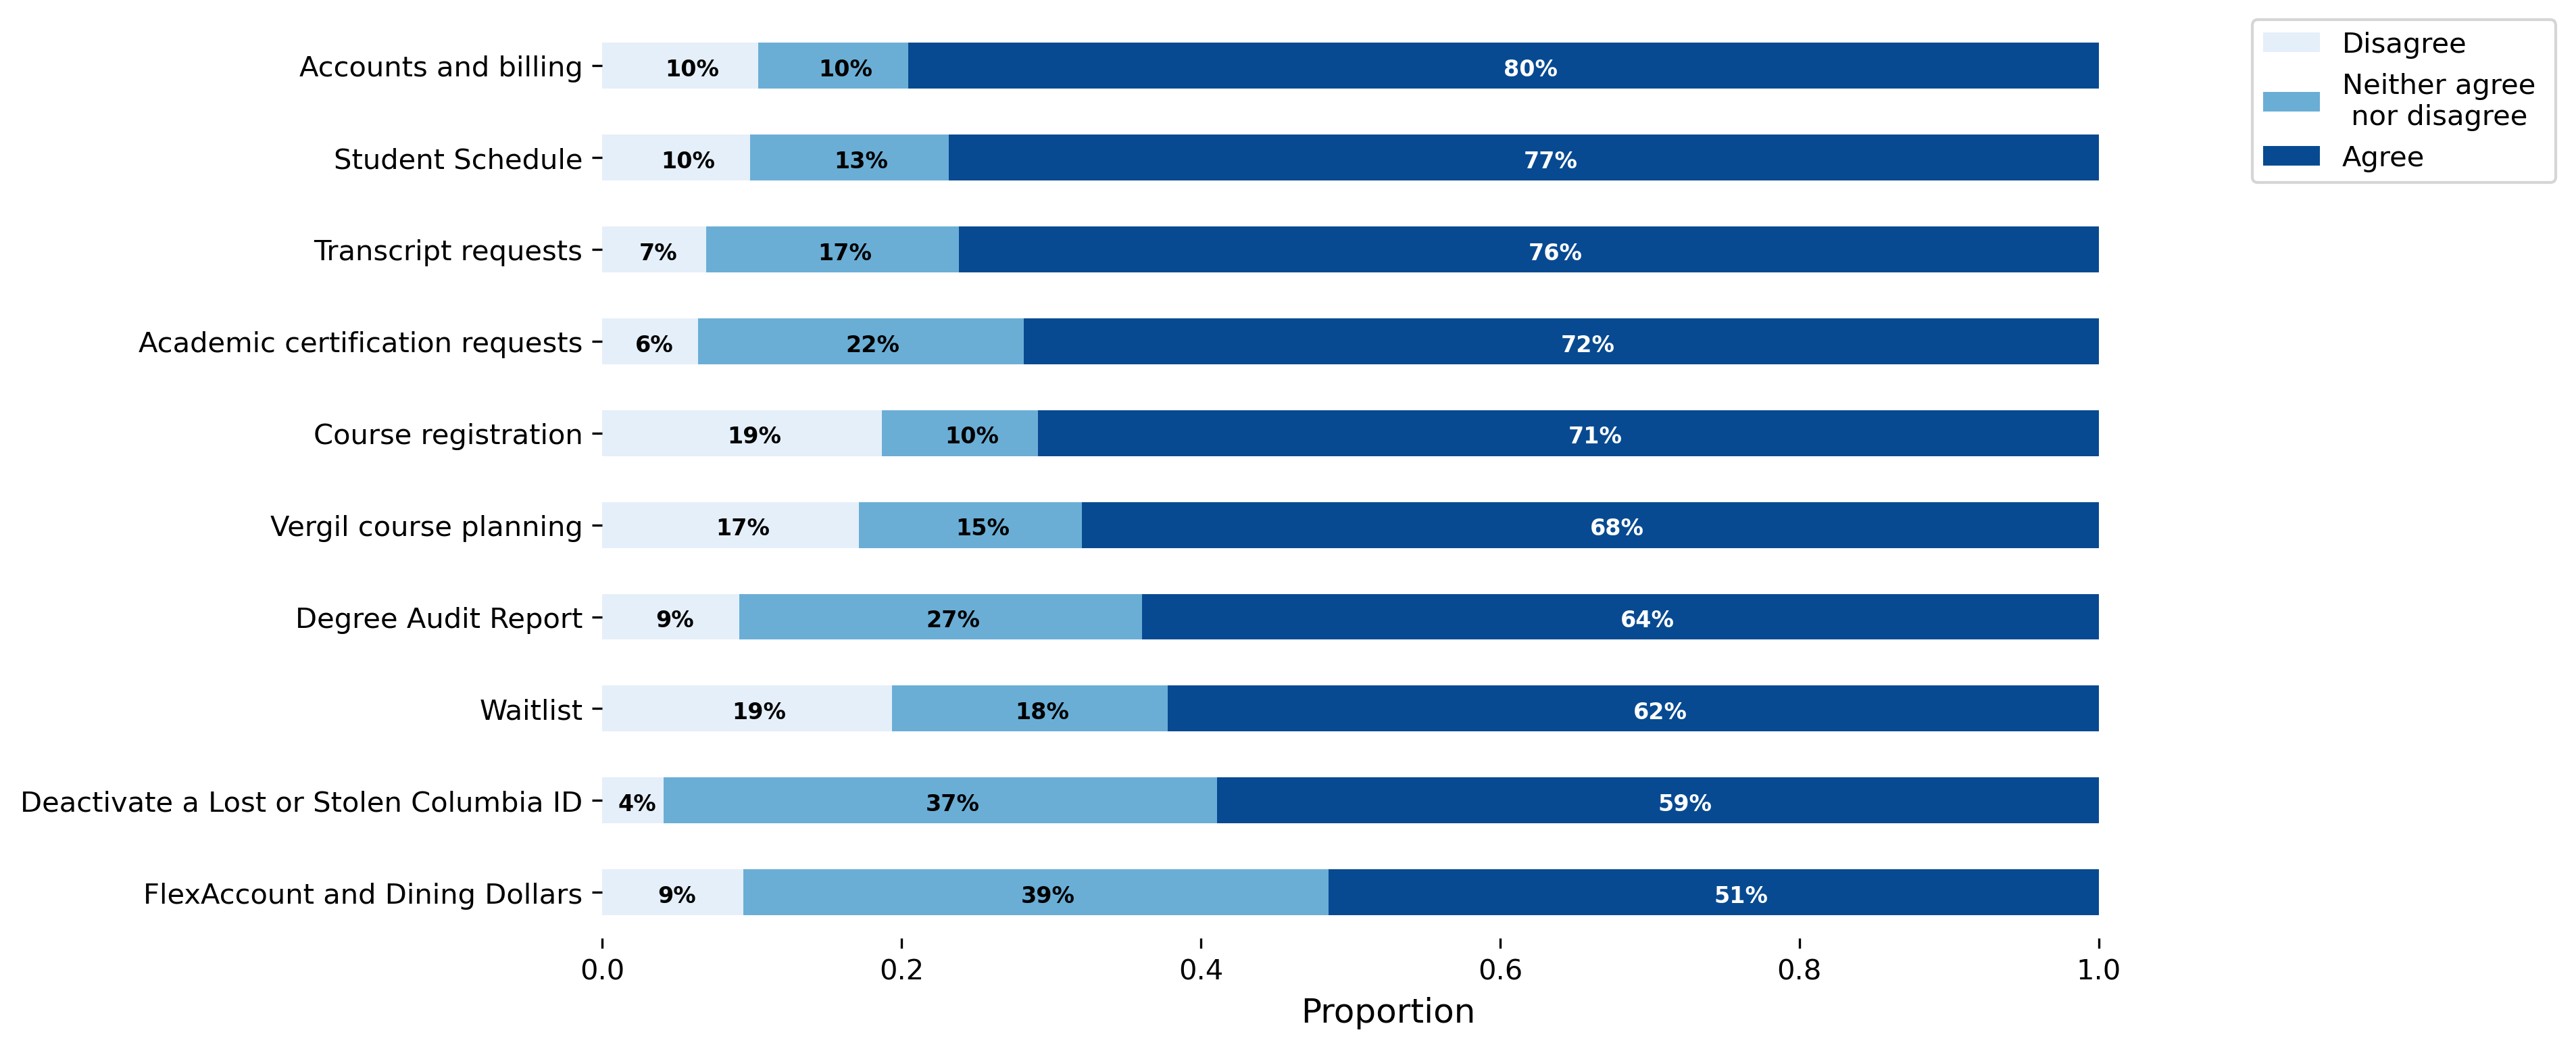 Disagree
Neither agree
nor disagree
Agree
Accounts and billing 10% 10% 80%
Student Schedule 10% 13% 77%
Transcript requests 7% 17% 76%
Academic certification requests 6% 22% 72%
Course registration 19% 10% 71%
Vergil course planning 17% 15% 68%
Degree Audit Report 9% 27% 64%
Waitlist 19% 18% 62%
Deactivate a Lost or Stolen Columbia ID 4% 37% 59%
FlexAccount and Dining Dollars 9% 39% 51%
0.0 0.2 0.4 0.6 0.8 1.0
Proportion